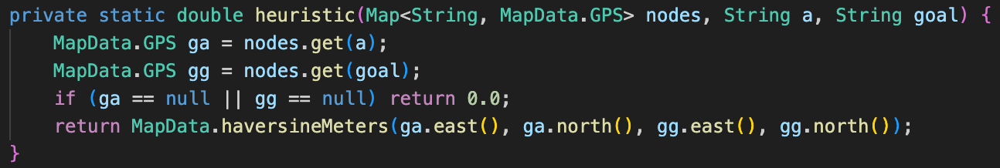 private static double heuristic(Map<String, MapData.GPS> nodes, String a, String goal) {
    MapData.GPS ga = nodes.get(a);
    MapData.GPS gg = nodes.get(goal);
    if (ga == null || gg == null) return 0.0;
    return MapData.haversineMeters(ga.east(), ga.north(), gg.east(), gg.north());
}